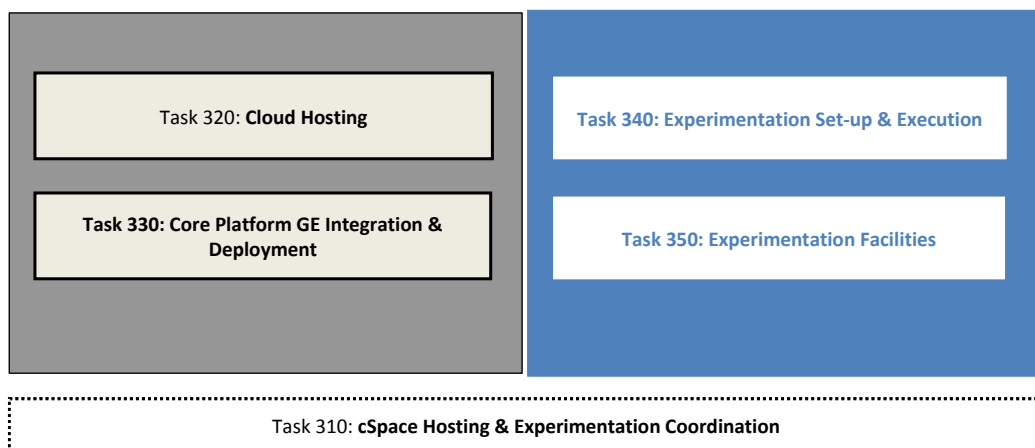 Task 320: Cloud Hosting
Task 330: Core Platform GE Integration &
Deployment
Task 340: Experimentation Set-up & Execution
Task 350: Experimentation Facilities
Task 310: cSpace Hosting & Experimentation Coordination